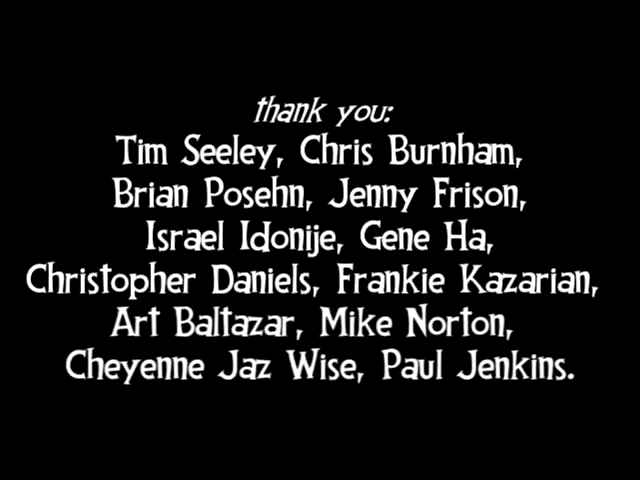 thank you:
Tim Seeley, Chris Burnham,
Brian Posehn, Jenny Frison,
Israel Idonije, Gene Ha,
Christopher Daniels, Frankie Kazarian,
Art Baltazar, Mike Norton,
Cheyenne Jaz Wise, Paul Jenkins.